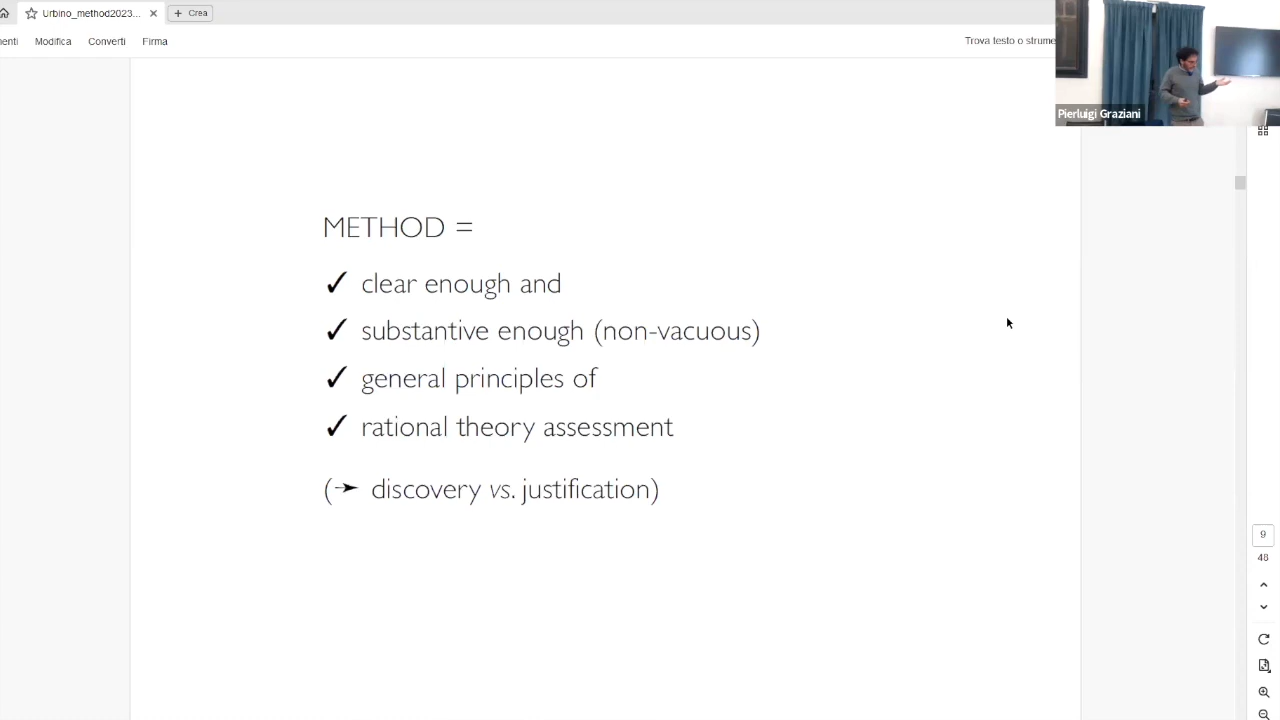 Urbino_method2023...
Crea
enti
Modifica
Converti
Firma
Trova testo o strume
Pierluigi Graziani
METHOD =
✓ clear enough and
✓ substantive enough (non-vacuous)
✓ general principles of
✓ rational theory assessment
(➛ discovery vs. justification)
9
48